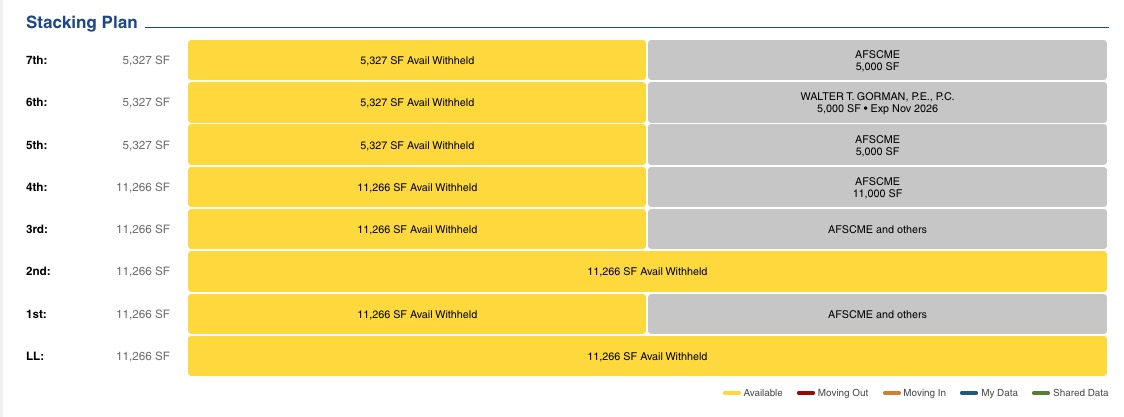 Stacking Plan
7th: 5,327 SF 5,327 SF Avail Withheld AFSCME
5,000 SF
6th: 5,327 SF 5,327 SF Avail Withheld WALTER T. GORMAN, P.E., P.C.
5,000 SF • Exp Nov 2026
5th: 5,327 SF 5,327 SF Avail Withheld AFSCME
5,000 SF
4th: 11,266 SF 11,266 SF Avail Withheld AFSCME
11,000 SF
3rd: 11,266 SF 11,266 SF Avail Withheld AFSCME and others
2nd: 11,266 SF 11,266 SF Avail Withheld
1st: 11,266 SF 11,266 SF Avail Withheld AFSCME and others
LL: 11,266 SF 11,266 SF Avail Withheld
Available Moving Out Moving In My Data Shared Data